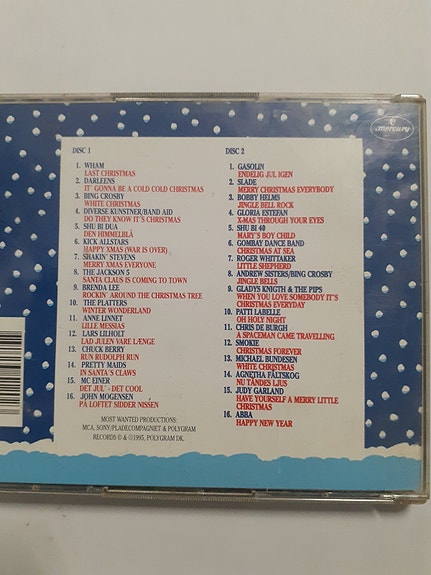 mercury
DISC 1
1. WHAM
LAST CHRISTMAS
2. DARLEENS
IT' GONNA BE A COLD COLD CHRISTMAS
3. BING CROSBY
WHITE CHRISTMAS
4. DIVERSE KUNSTNER/BAND AID
DO THEY KNOW IT'S CHRISTMAS
5. SHU BI DUA
DEN HIMMELBLÅ
6. KICK ALLSTARS
HAPPY XMAS (WAR IS OVER)
7. SHAKIN' STEVENS
MERRY XMAS EVERYONE
8. THE JACKSON 5
SANTA CLAUS IS COMING TO TOWN
9. BRENDA LEE
ROCKIN' AROUND THE CHRISTMAS TREE
10. THE PLATTERS
WINTER WONDERLAND
11. ANNE LINNET
LILLE MESSIAS
12. LARS LILHOLT
LAD JULEN VARE LÆNGE
13. CHUCK BERRY
RUN RUDOLPH RUN
14. PRETTY MAIDS
IN SANTA'S CLAWS
15. MC EINER
DET JUL - DET COOL
16. JOHN MOGENSEN
PÅ LOFTET SIDDER NISSEN
DISC 2
1. GASOLIN
ENDELIG JUL IGEN
2. SLADE
MERRY CHRISTMAS EVERYBODY
3. BOBBY HELMS
JINGLE BELL ROCK
4. GLORIA ESTEFAN
X-MAS THROUGH YOUR EYES
5. SHU BI 40
MARY'S BOY CHILD
6. GOMBAY DANCE BAND
CHRISTMAS AT SEA
7. ROGER WHITTAKER
LITTLE SHEPHERD
8. ANDREW SISTERS/BING CROSBY
JINGLE BELLS
9. GLADYS KNIGTH & THE PIPS
WHEN YOU LOVE SOMEBODY IT'S
CHRISTMAS EVERYDAY
10. PATTI LABELLE
OH HOLY NIGHT
11. CHRIS DE BURGH
A SPACEMAN CAME TRAVELLING
12. SMOKIE
CHRISTMAS FOREVER
13. MICHAEL BUNDESEN
WHITE CHRISTMAS
14. AGNETHA FÄLTSKOG
NU TÄNDES LJUS
15. JUDY GARLAND
HAVE YOURSELF A MERRY LITTLE
CHRISTMAS
16. ABBA
HAPPY NEW YEAR
MOST WANTED PRODUCTIONS:
MCA, SONY/PLADECOMPAGNIET & POLYGRAM
RECORDS © & ℗1995, POLYGRAM DK.